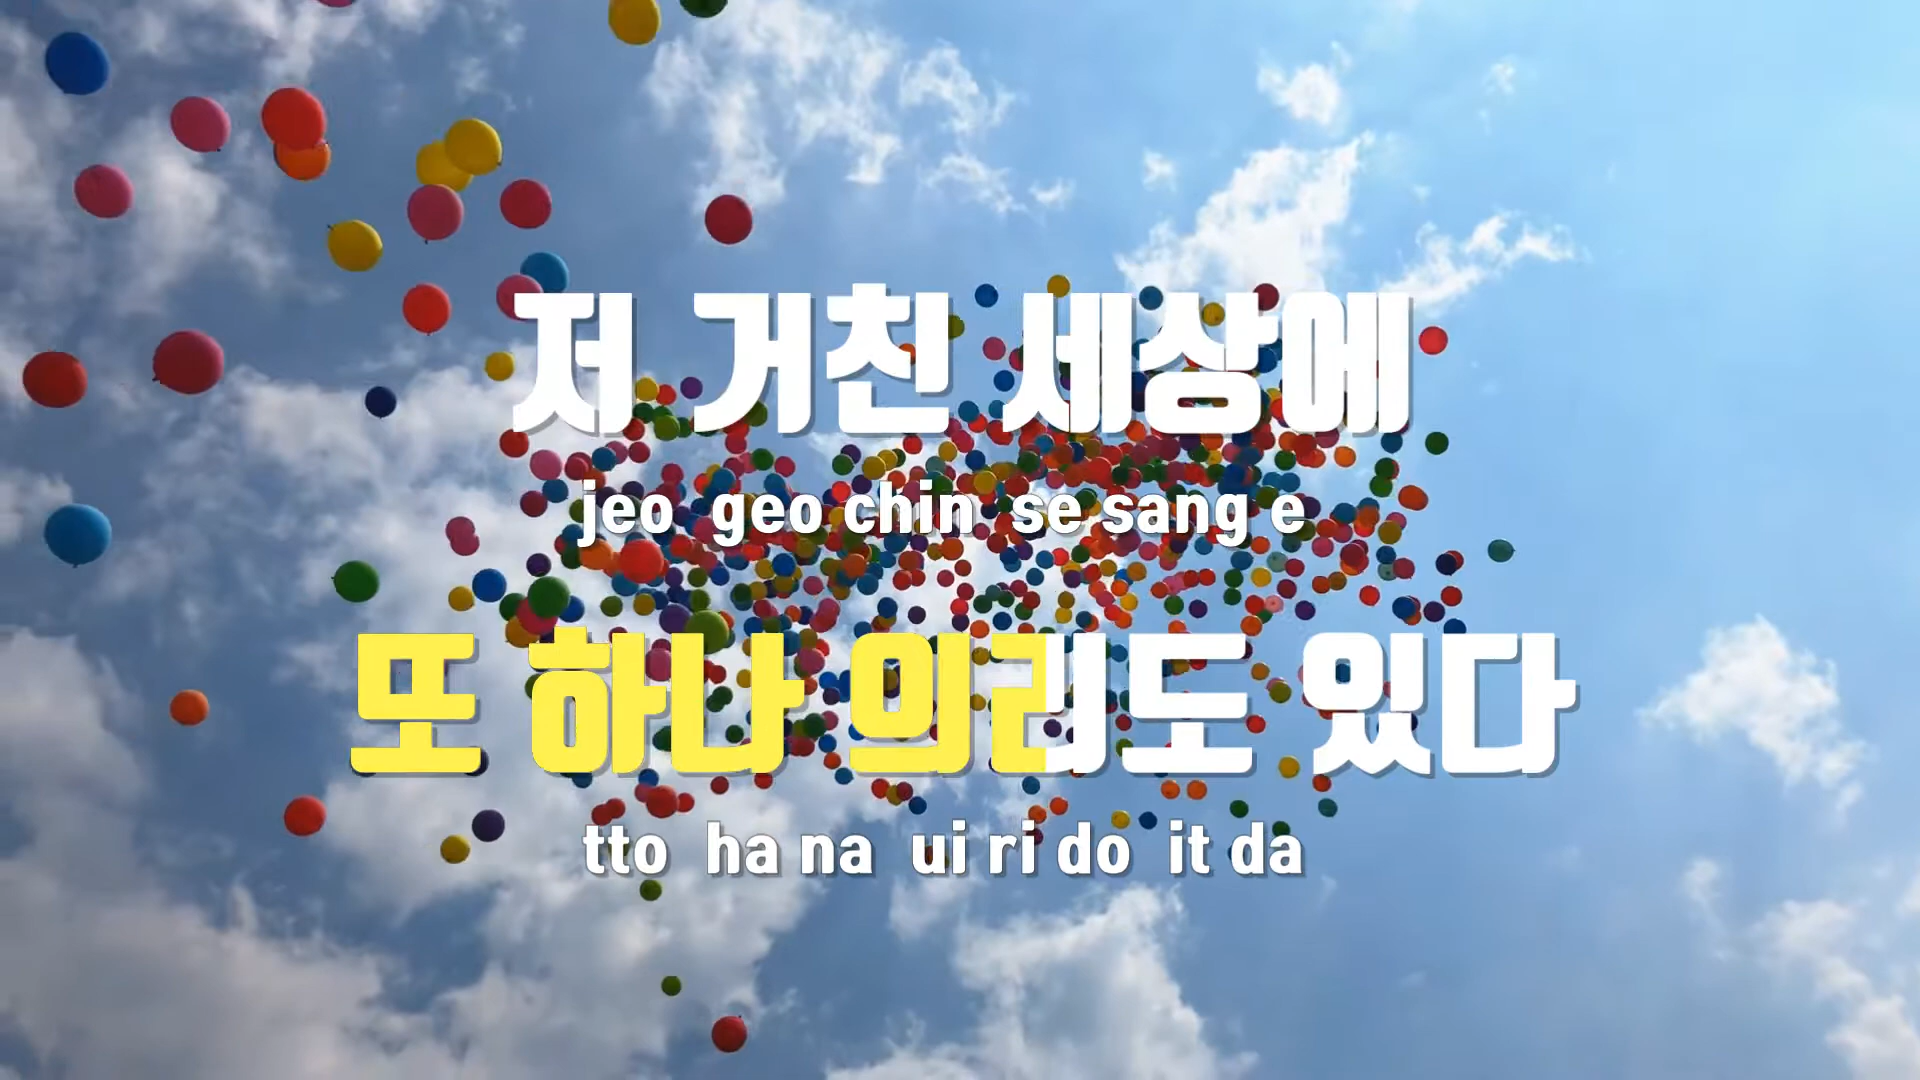 저 거친 세상에
jeo geo chin se sang e
또 하나 의리도 있다
tto ha na ui ri do it da